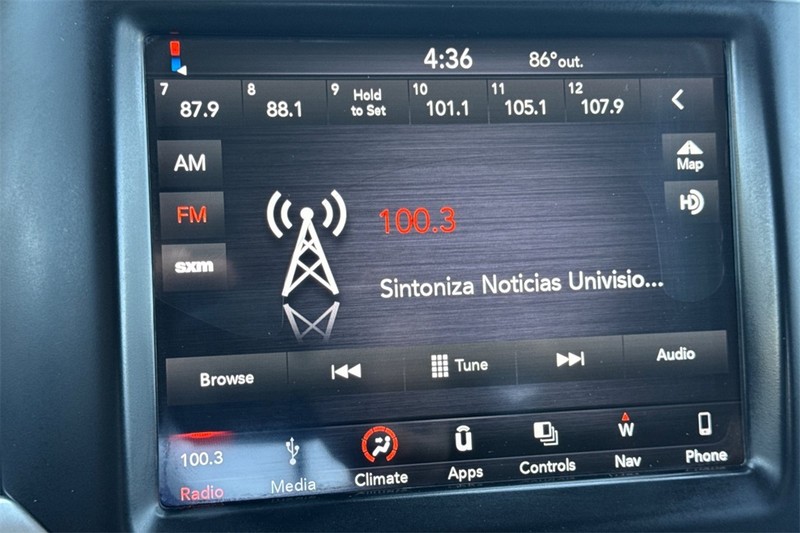 4:36 86°out.
7 87.9
8 88.1
9 Hold to Set
10 101.1
11 105.1
12 107.9
AM
Map
FM
HD
100.3
sxm
Sintoniza Noticias Univisio...
Browse
Tune
Audio
100.3
W
Radio
Media
Climate
Apps
Controls
Nav
Phone